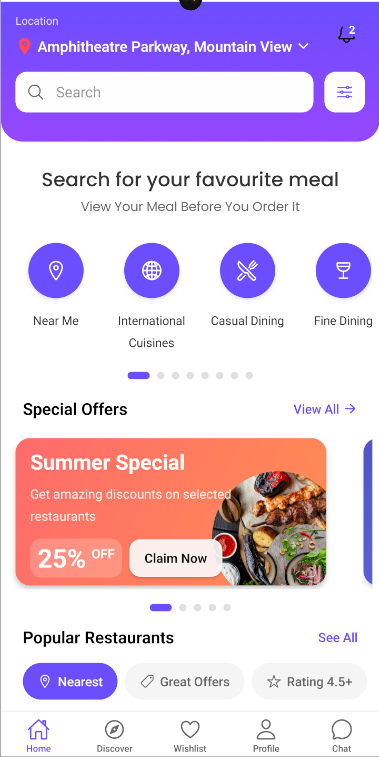 Location
Amphitheatre Parkway, Mountain View
2
Search
Search for your favourite meal
View Your Meal Before You Order It
Near Me
International
Cuisines
Casual Dining
Fine Dining
Special Offers
View All
Summer Special
Get amazing discounts on selected
restaurants
25% OFF
Claim Now
Popular Restaurants
See All
Nearest
Great Offers
Rating 4.5+
Home
Discover
Wishlist
Profile
Chat